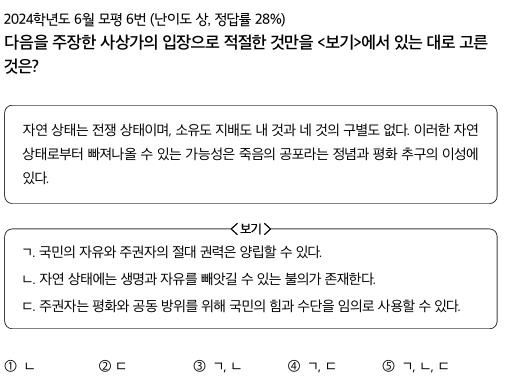 2024학년도 6월 모평 6번 (난이도 상, 정답률 28%)
다음을 주장한 사상가의 입장으로 적절한 것만을 <보기>에서 있는 대로 고른
것은?
자연 상태는 전쟁 상태이며, 소유도 지배도 내 것과 네 것의 구별도 없다. 이러한 자연
상태로부터 빠져나올 수 있는 가능성은 죽음의 공포라는 정념과 평화 추구의 이성에
있다.
<보기>
ㄱ. 국민의 자유와 주권자의 절대 권력은 양립할 수 있다.
ㄴ. 자연 상태에는 생명과 자유를 빼앗길 수 있는 불의가 존재한다.
ㄷ. 주권자는 평화와 공동 방위를 위해 국민의 힘과 수단을 임의로 사용할 수 있다.
① ㄴ ② ㄷ ③ ㄱ, ㄴ ④ ㄱ, ㄷ ⑤ ㄱ, ㄴ, ㄷ